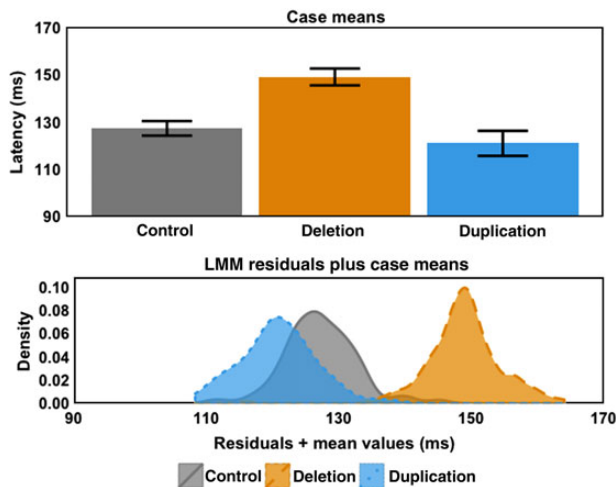 Case means
170
150
130
110
90
Latency (ms)
Control Deletion Duplication
LMM residuals plus case means
0.10
0.08
0.06
0.04
0.02
0.00
Density
90 110 130 150 170
Residuals + mean values (ms)
Control Deletion Duplication